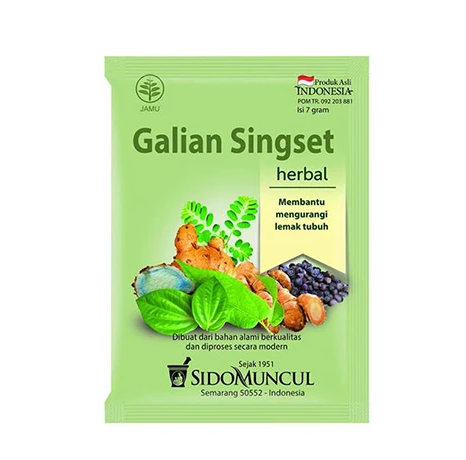 JAMU
Produk Asli
INDONESIA
POM TR. 092 203 881
Isi 7 gram
Galian Singset
herbal
Membantu
mengurangi
lemak tubuh
Dibuat dari bahan alami berkualitas
dan diproses secara modern
Sejak 1951
SIDOMUNCUL
Semarang 50552 - Indonesia